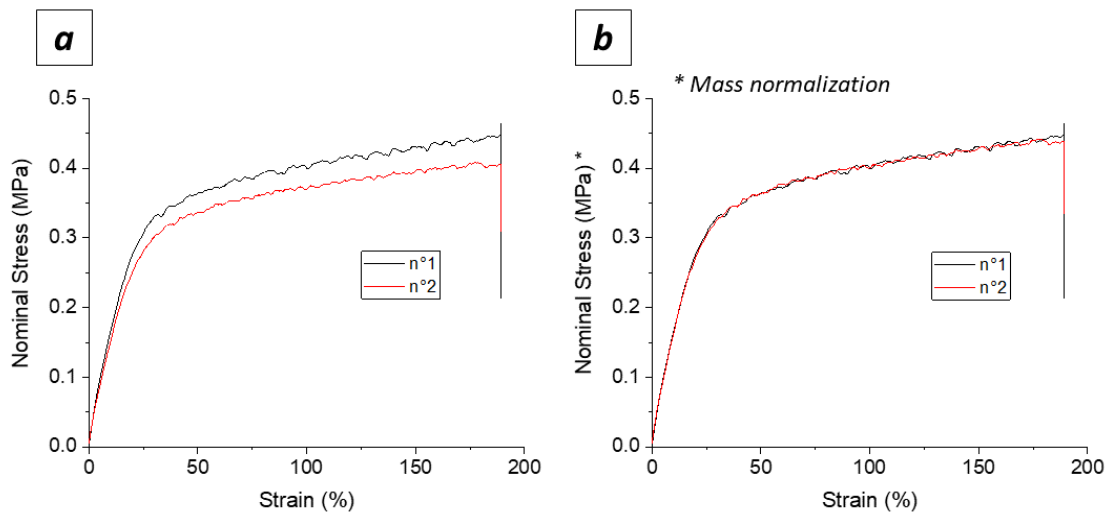 a
0.5
0.4
0.3
0.2
0.1
0.0
0
50
100
150
200
Nominal Stress (MPa)
Strain (%)
n°1
n°2
b
* Mass normalization
0.5
0.4
0.3
0.2
0.1
0.0
0
50
100
150
200
Nominal Stress (MPa) *
Strain (%)
n°1
n°2